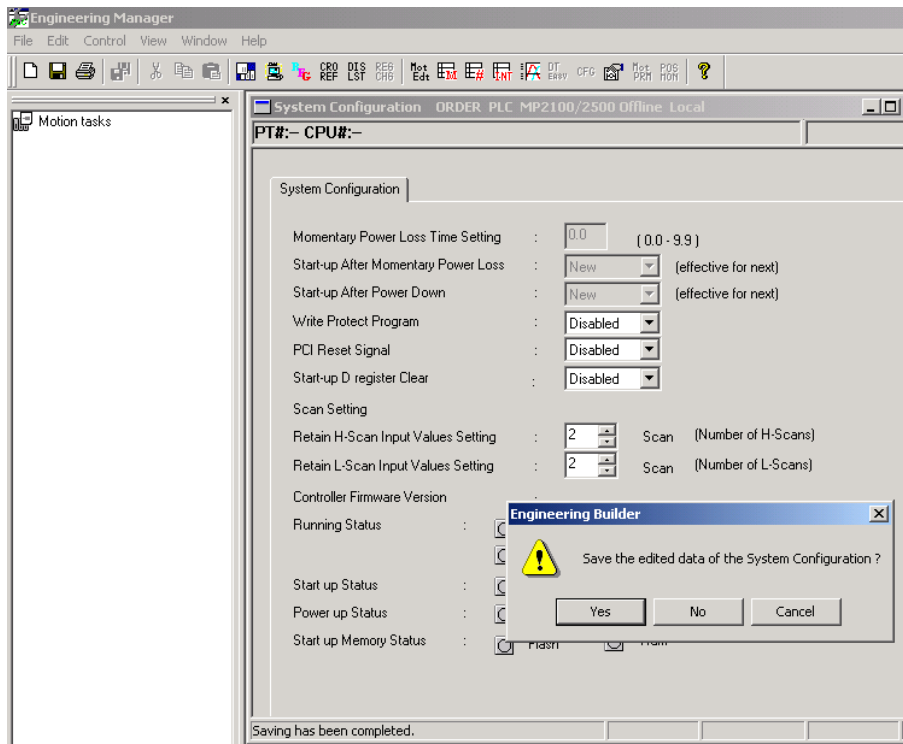 Engineering Manager
File Edit Control View Window Help
CRO REF DIS LST REG CHG Mot Edt EM E# INT DT EASY CFG Mot PRM POS MON ?
x
Motion tasks
System Configuration ORDER PLC MP2100/2500 Offline Local
PT#:– CPU#:–
System Configuration
Momentary Power Loss Time Setting : 0.0 ( 0.0 - 9.9 )
Start-up After Momentary Power Loss : New (effective for next)
Start-up After Power Down : New (effective for next)
Write Protect Program : Disabled
PCI Reset Signal : Disabled
Start-up D register Clear : Disabled
Scan Setting
Retain H-Scan Input Values Setting : 2 Scan (Number of H-Scans)
Retain L-Scan Input Values Setting : 2 Scan (Number of L-Scans)
Controller Firmware Version :
Running Status :
Start up Status :
Power up Status :
Start up Memory Status : Flash
Engineering Builder
Save the edited data of the System Configuration ?
Yes No Cancel
Saving has been completed.